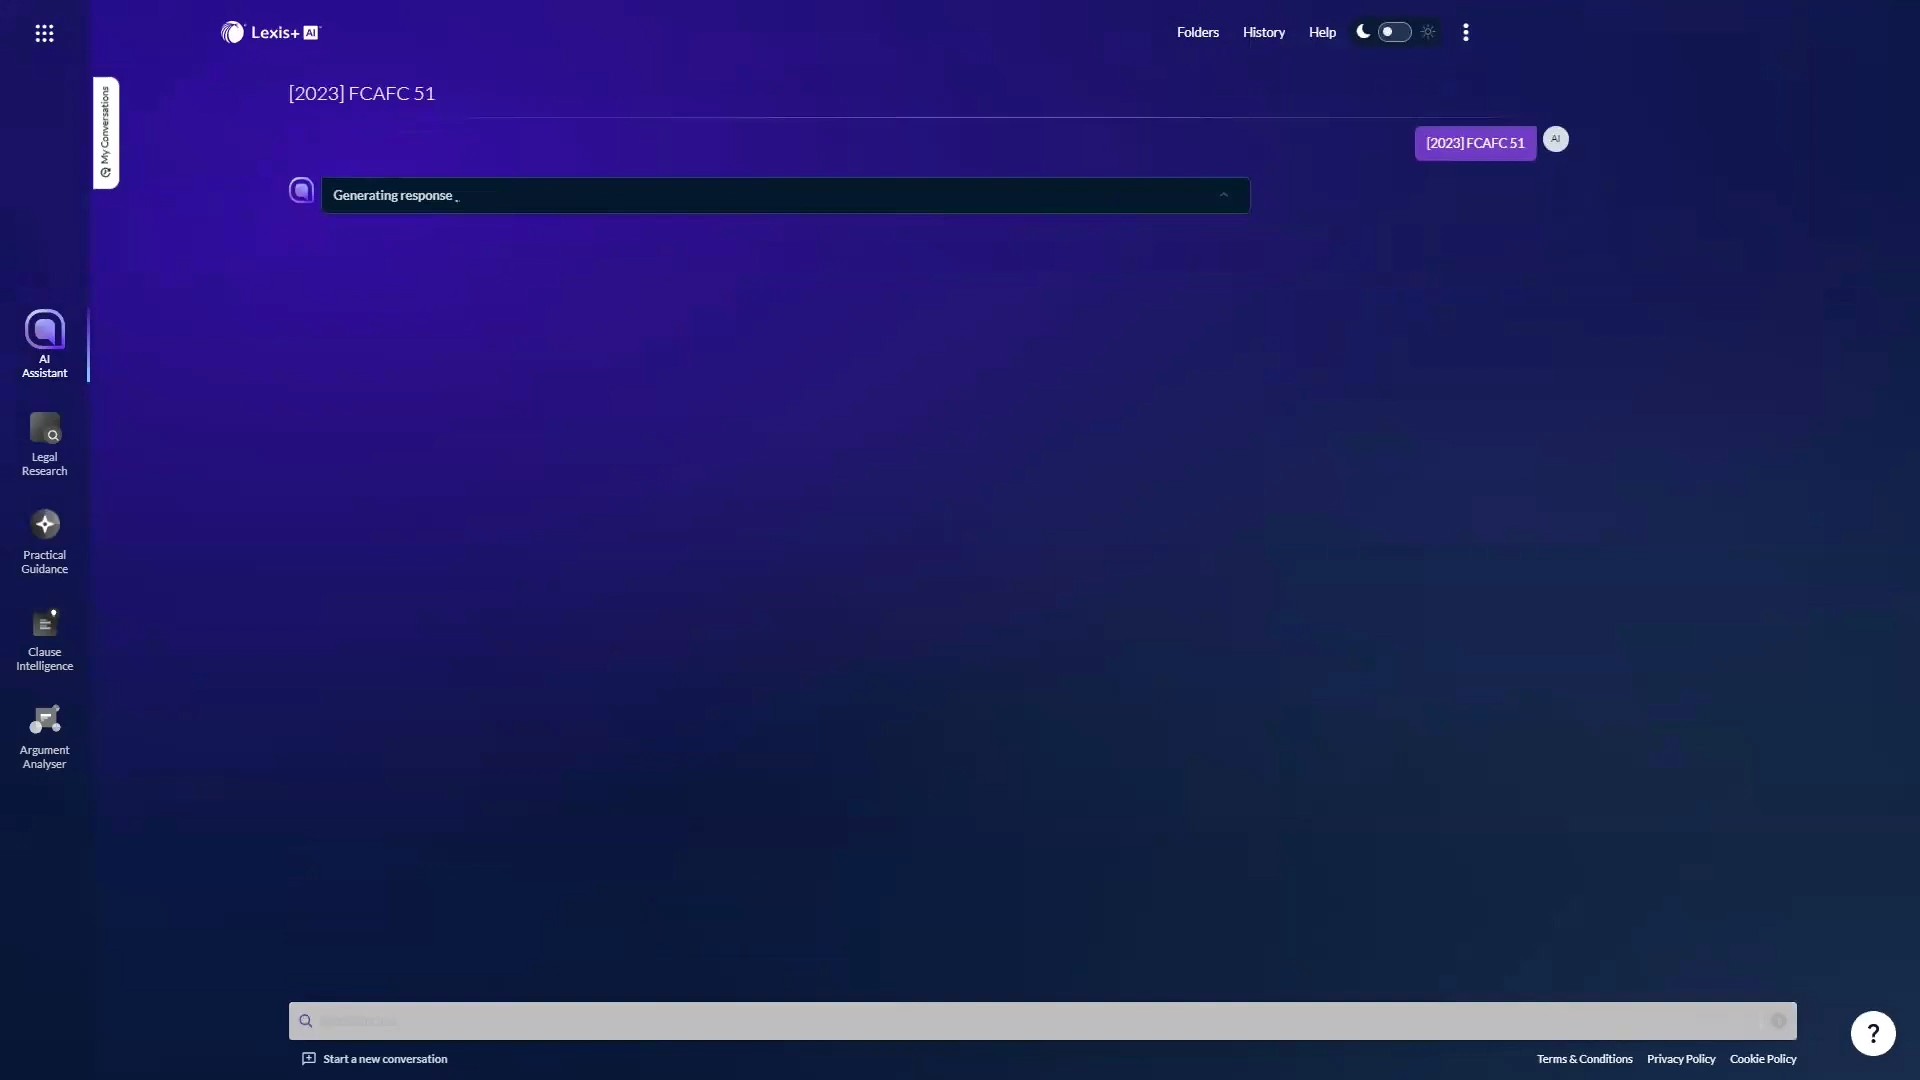 Lexis+ AI
Folders
History
Help
My Conversations
[2023] FCAFC 51
[2023] FCAFC 51
AI
Generating response
AI
Assistant
Legal
Research
Practical
Guidance
Clause
Intelligence
Argument
Analyser
Start a new conversation
Terms & Conditions
Privacy Policy
Cookie Policy
?